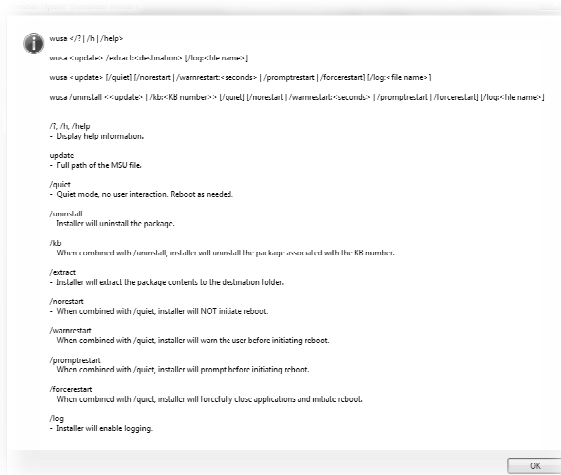 wusa </? | /h | /help>
wusa <update> /extract:<destination> [/log:<file name>]
wusa <update> [/quiet] [/norestart | /warnrestart:<seconds> | /promptrestart | /forcerestart] [/log:<file name>]
wusa /uninstall <<update> | /kb:<KB number>> [/quiet] [/norestart | /warnrestart:<seconds> | /promptrestart | /forcerestart] [/log:<file name>]
/?, /h, /help
- Display help information.
update
- Full path of the MSU file.
/quiet
- Quiet mode, no user interaction. Reboot as needed.
/uninstall
Installer will uninstall the package.
/kb
When combined with /uninstall, installer will uninstall the package associated with the KB number.
/extract
- Installer will extract the package contents to the destination folder.
/norestart
- When combined with /quiet, installer will NOT initiate reboot.
/warnrestart
When combined with /quiet, installer will warn the user before initiating reboot.
/promptrestart
When combined with /quiet, installer will prompt before initiating reboot.
/forcerestart
When combined with /quiet, installer will forcefully close applications and initiate reboot.
/log
- Installer will enable logging.
OK